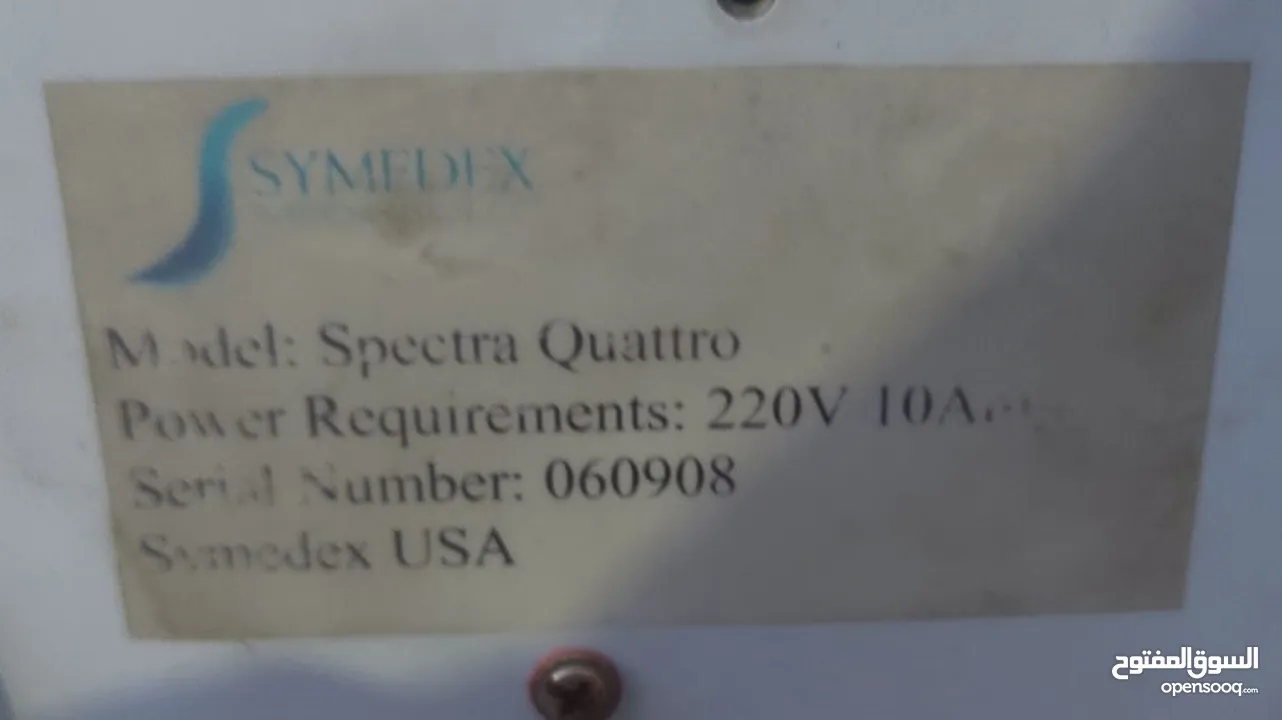 SYMEDEX
Model: Spectra Quattro
Power Requirements: 220V 10A
Serial Number: 060908
Symedex USA
السوق المفتوح
opensooq.com